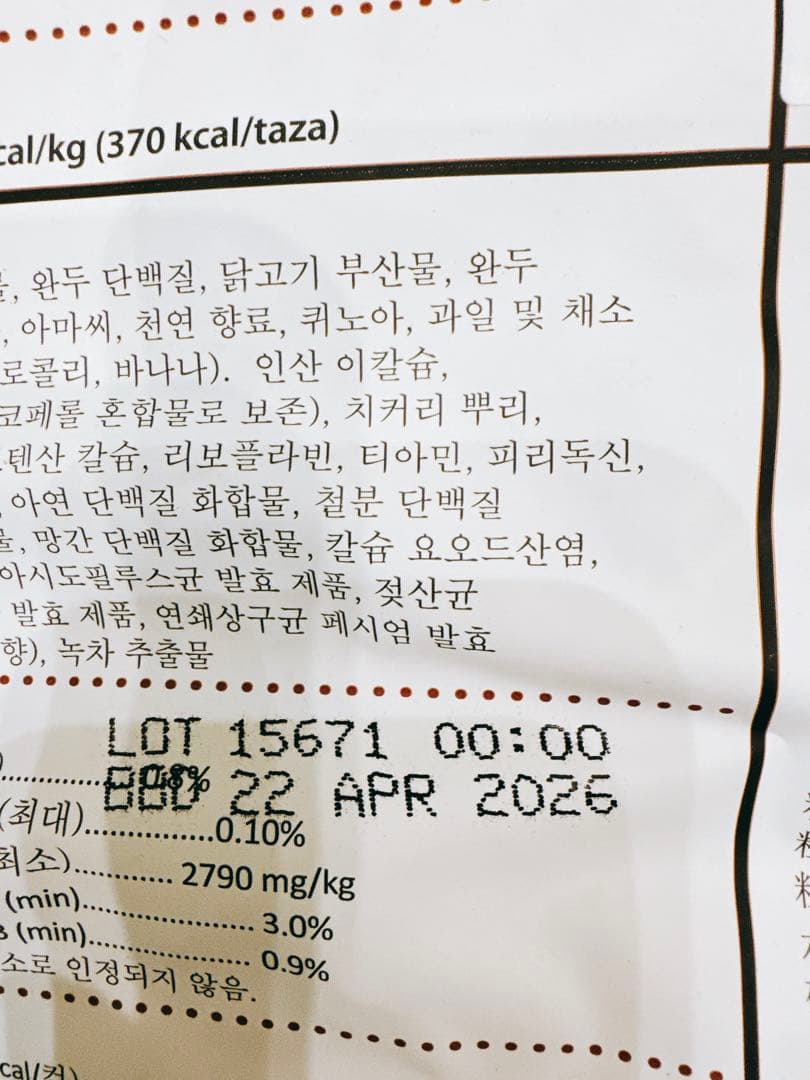 cal/kg (370 kcal/taza)
완두 단백질, 닭고기 부산물, 완두
, 아마씨, 천연 향료, 퀴노아, 과일 및 채소
로콜리, 바나나). 인산 이칼슘,
코페롤 혼합물로 보존), 치커리 뿌리,
텐산 칼슘, 리보플라빈, 티아민, 피리독신,
, 아연 단백질 화합물, 철분 단백질
, 망간 단백질 화합물, 칼슘 요오드산염,
아시도필루스균 발효 제품, 젖산균
발효 제품, 연쇄상구균 페시엄 발효
향), 녹차 추출물
LOT 15671 00:00
)............0.8%
BBD 22 APR 2026
(최대)..............0.10%
최소)........... 2790 mg/kg
(min)................... 3.0%
(min)................... 0.9%
소로 인정되지 않음.
cal/컵)